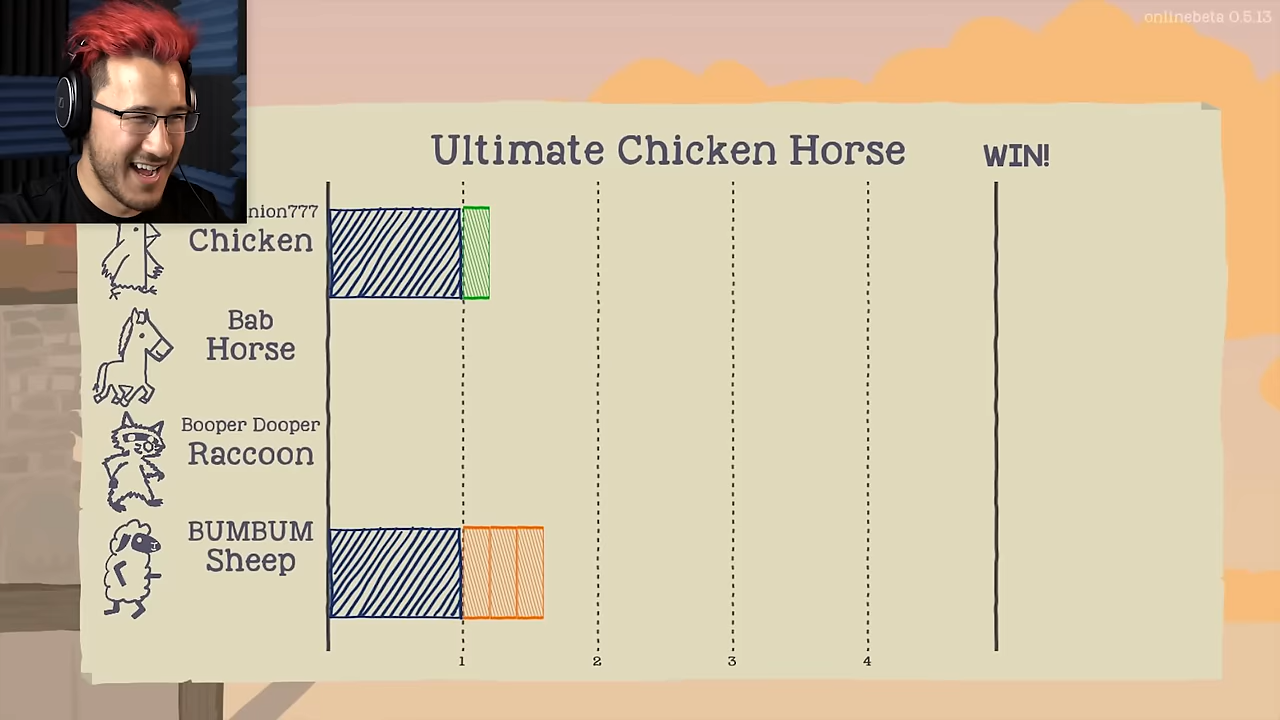 onlinebeta 0.5.13
Ultimate Chicken Horse
WIN!
nion777
Chicken
Bab
Horse
Booper Dooper
Raccoon
BUMBUM
Sheep
1 2 3 4